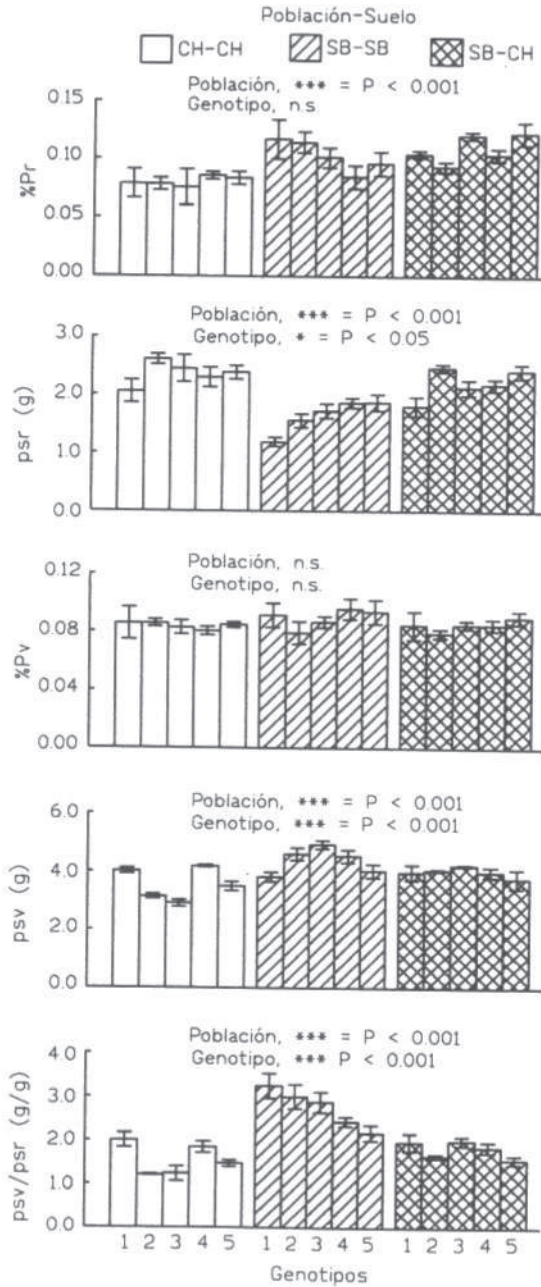 Población-Suelo
CH-CH SB-SB SB-CH
Población, *** = P < 0.001
Genotipo, n.s
0.15
0.10
0.05
0.00
%Pr
Población, *** = P < 0.001
Genotipo, * = P < 0.05
3.0
2.0
1.0
0.0
psr (g)
Población, n.s.
Genotipo, n.s.
0.12
0.08
0.04
0.00
%Pv
Población, *** = P < 0.001
Genotipo, *** = P < 0.001
6.0
4.0
2.0
0.0
psv (g)
Población, *** = P < 0.001
Genotipo, *** P < 0.001
4.0
3.0
2.0
1.0
0.0
psv/psr (g/g)
1 2 3 4 5 1 2 3 4 5 1 2 3 4 5
Genotipos